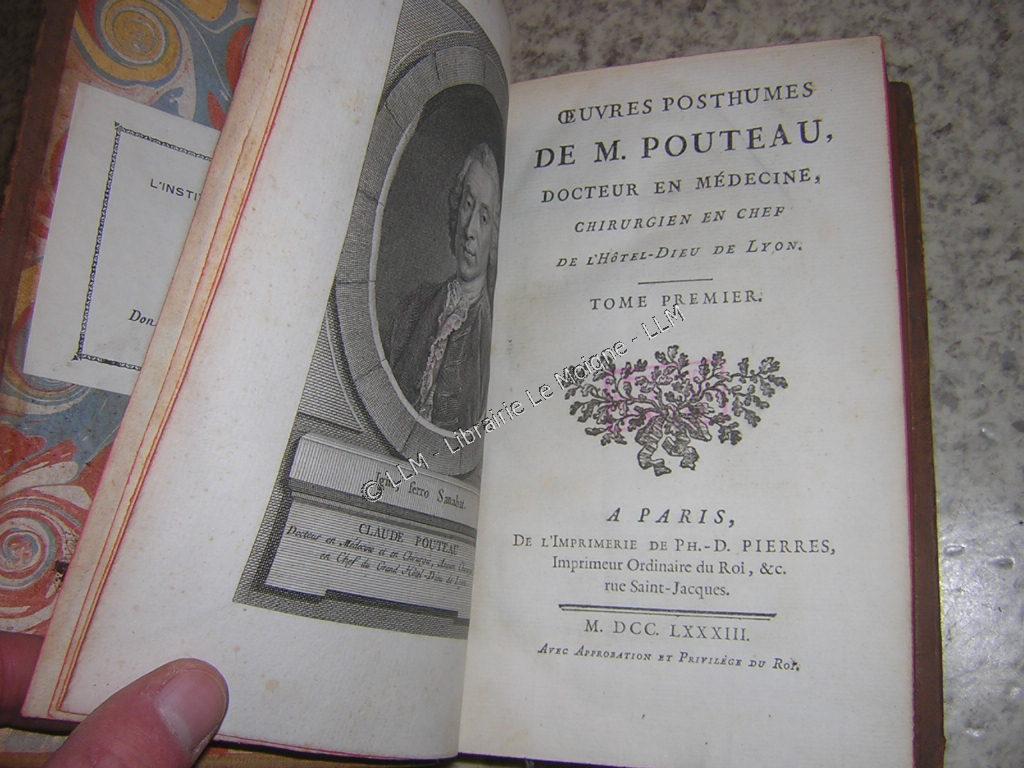 L'INSTI
Don
Igne, ferro Sanabat.
CLAUDE POUTEAU
Docteur en Médecine et en Chirurgie, Ancien
en Chef du Grand Hôtel-Dieu de Lyon
ŒUVRES POSTHUMES
DE M. POUTEAU,
DOCTEUR EN MÉDECINE,
CHIRURGIEN EN CHEF
DE L'HÔTEL-DIEU DE LYON.
TOME PREMIER.
A PARIS,
DE L'IMPRIMERIE DE PH.-D. PIERRES,
Imprimeur Ordinaire du Roi, &c.
rue Saint-Jacques.
M. DCC. LXXXIII.
AVEC APPROBATION ET PRIVILÈGE DU ROI.
© LLM - Librairie Le Moigne - LLM